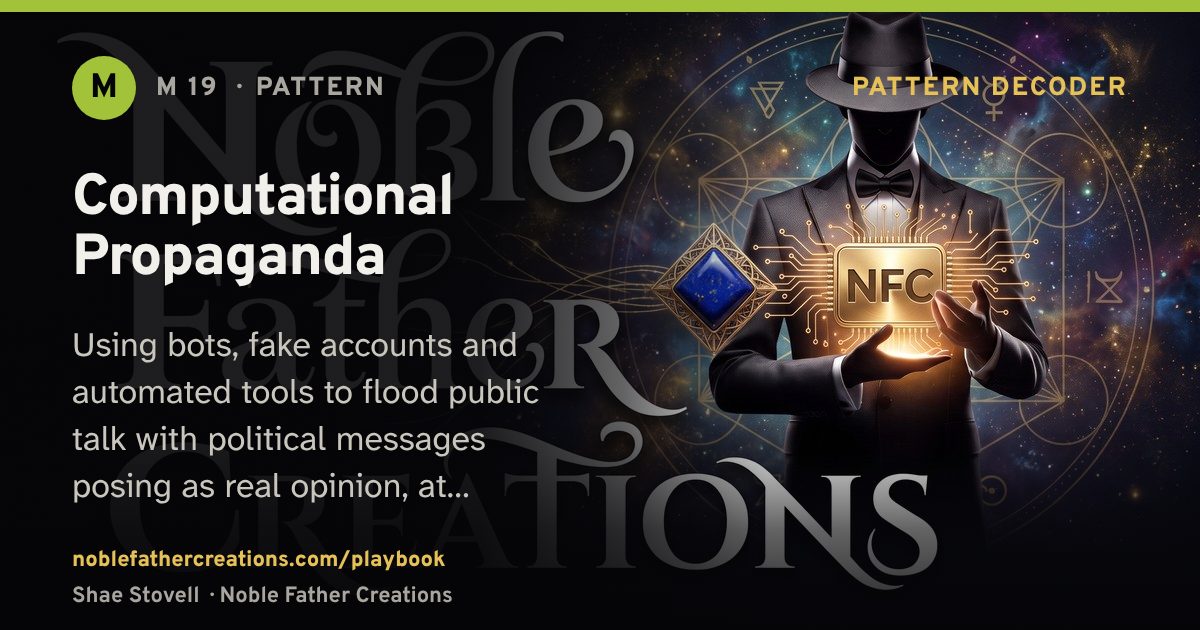 M
M 19 · PATTERN
PATTERN DECODER
Noble
Father
Creations
Computational
Propaganda
Using bots, fake accounts and
automated tools to flood public
talk with political messages
posing as real opinion, at...
NFC
noblefathercreations.com/playbook
Shae Stovell · Noble Father Creations